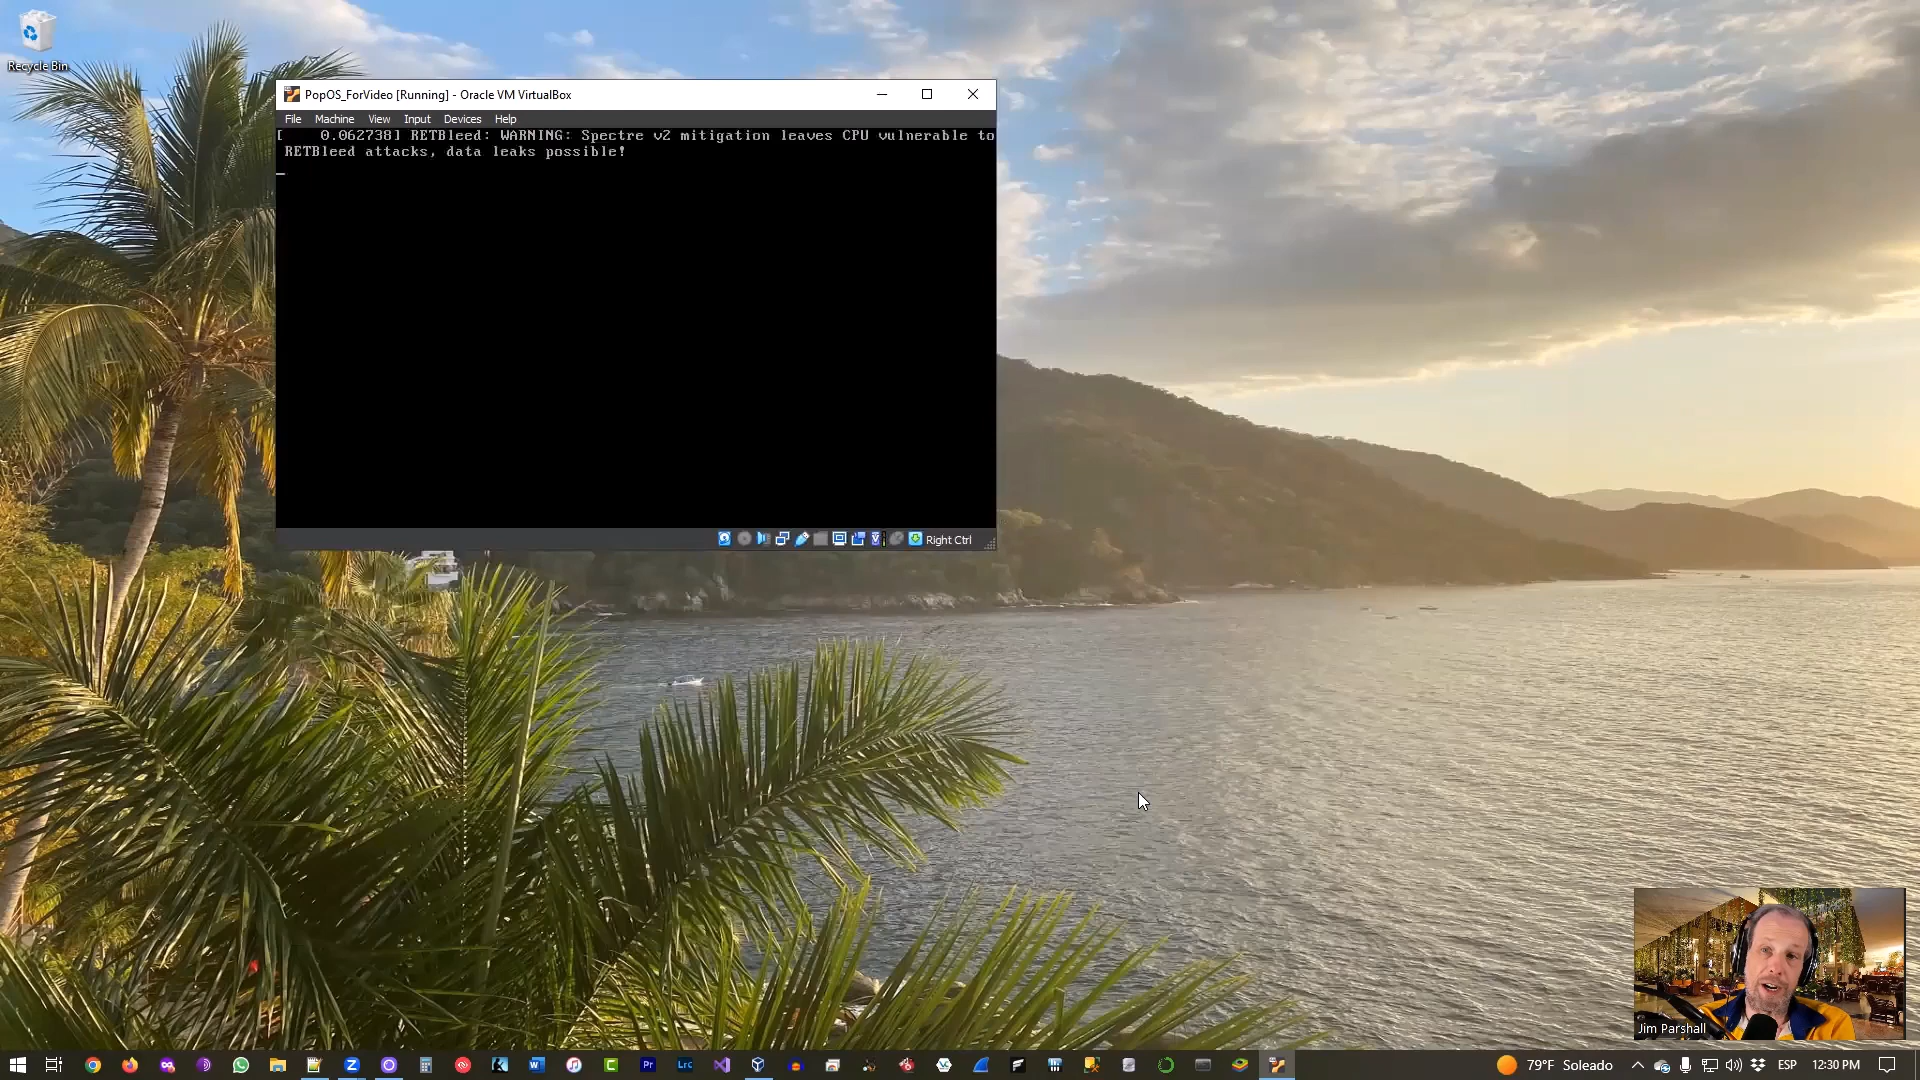 Recycle Bin
PopOS_ForVideo [Running] - Oracle VM VirtualBox
File Machine View Input Devices Help
[    0.062738] RETBleed: WARNING: Spectre v2 mitigation leaves CPU vulnerable to
RETBleed attacks, data leaks possible!
Right Ctrl
Jim Parshall
79°F Soleado
ESP
12:30 PM